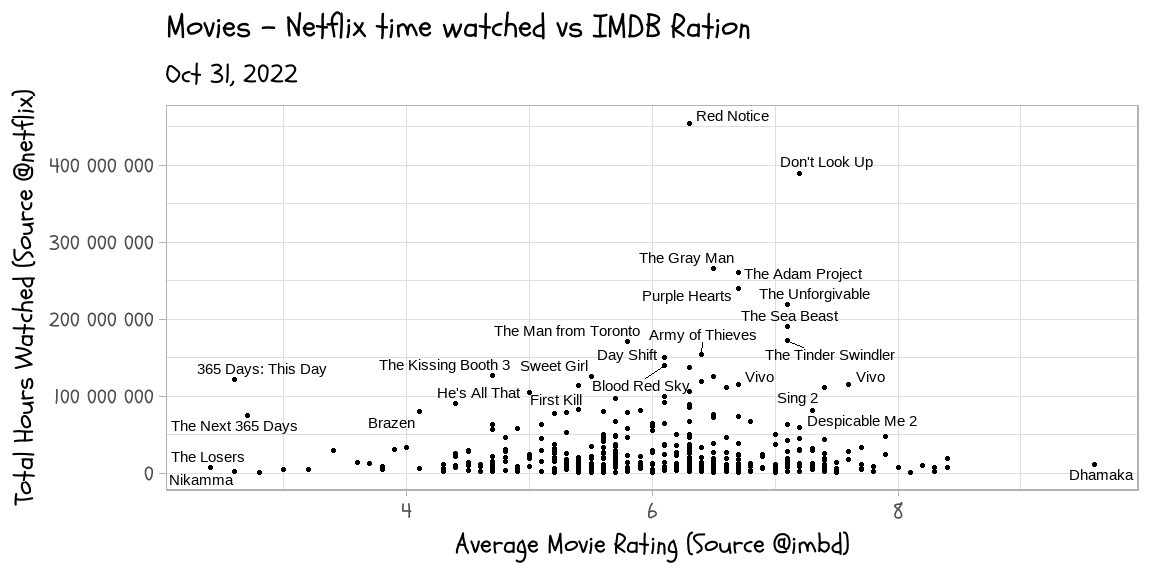 Movies - Netflix time watched vs IMDB Ration
Oct 31, 2022
Total Hours Watched (Source @netflix)
400 000 000
300 000 000
200 000 000
100 000 000
0
Red Notice
Don't Look Up
The Gray Man
The Adam Project
Purple Hearts
The Unforgivable
The Sea Beast
The Man from Toronto
Army of Thieves
Day Shift
The Tinder Swindler
365 Days: This Day
The Kissing Booth 3
Sweet Girl
Vivo
Vivo
Blood Red Sky
He's All That
First Kill
Sing 2
The Next 365 Days
Brazen
Despicable Me 2
The Losers
Nikamma
Dhamaka
4
6
8
Average Movie Rating (Source @imbd)